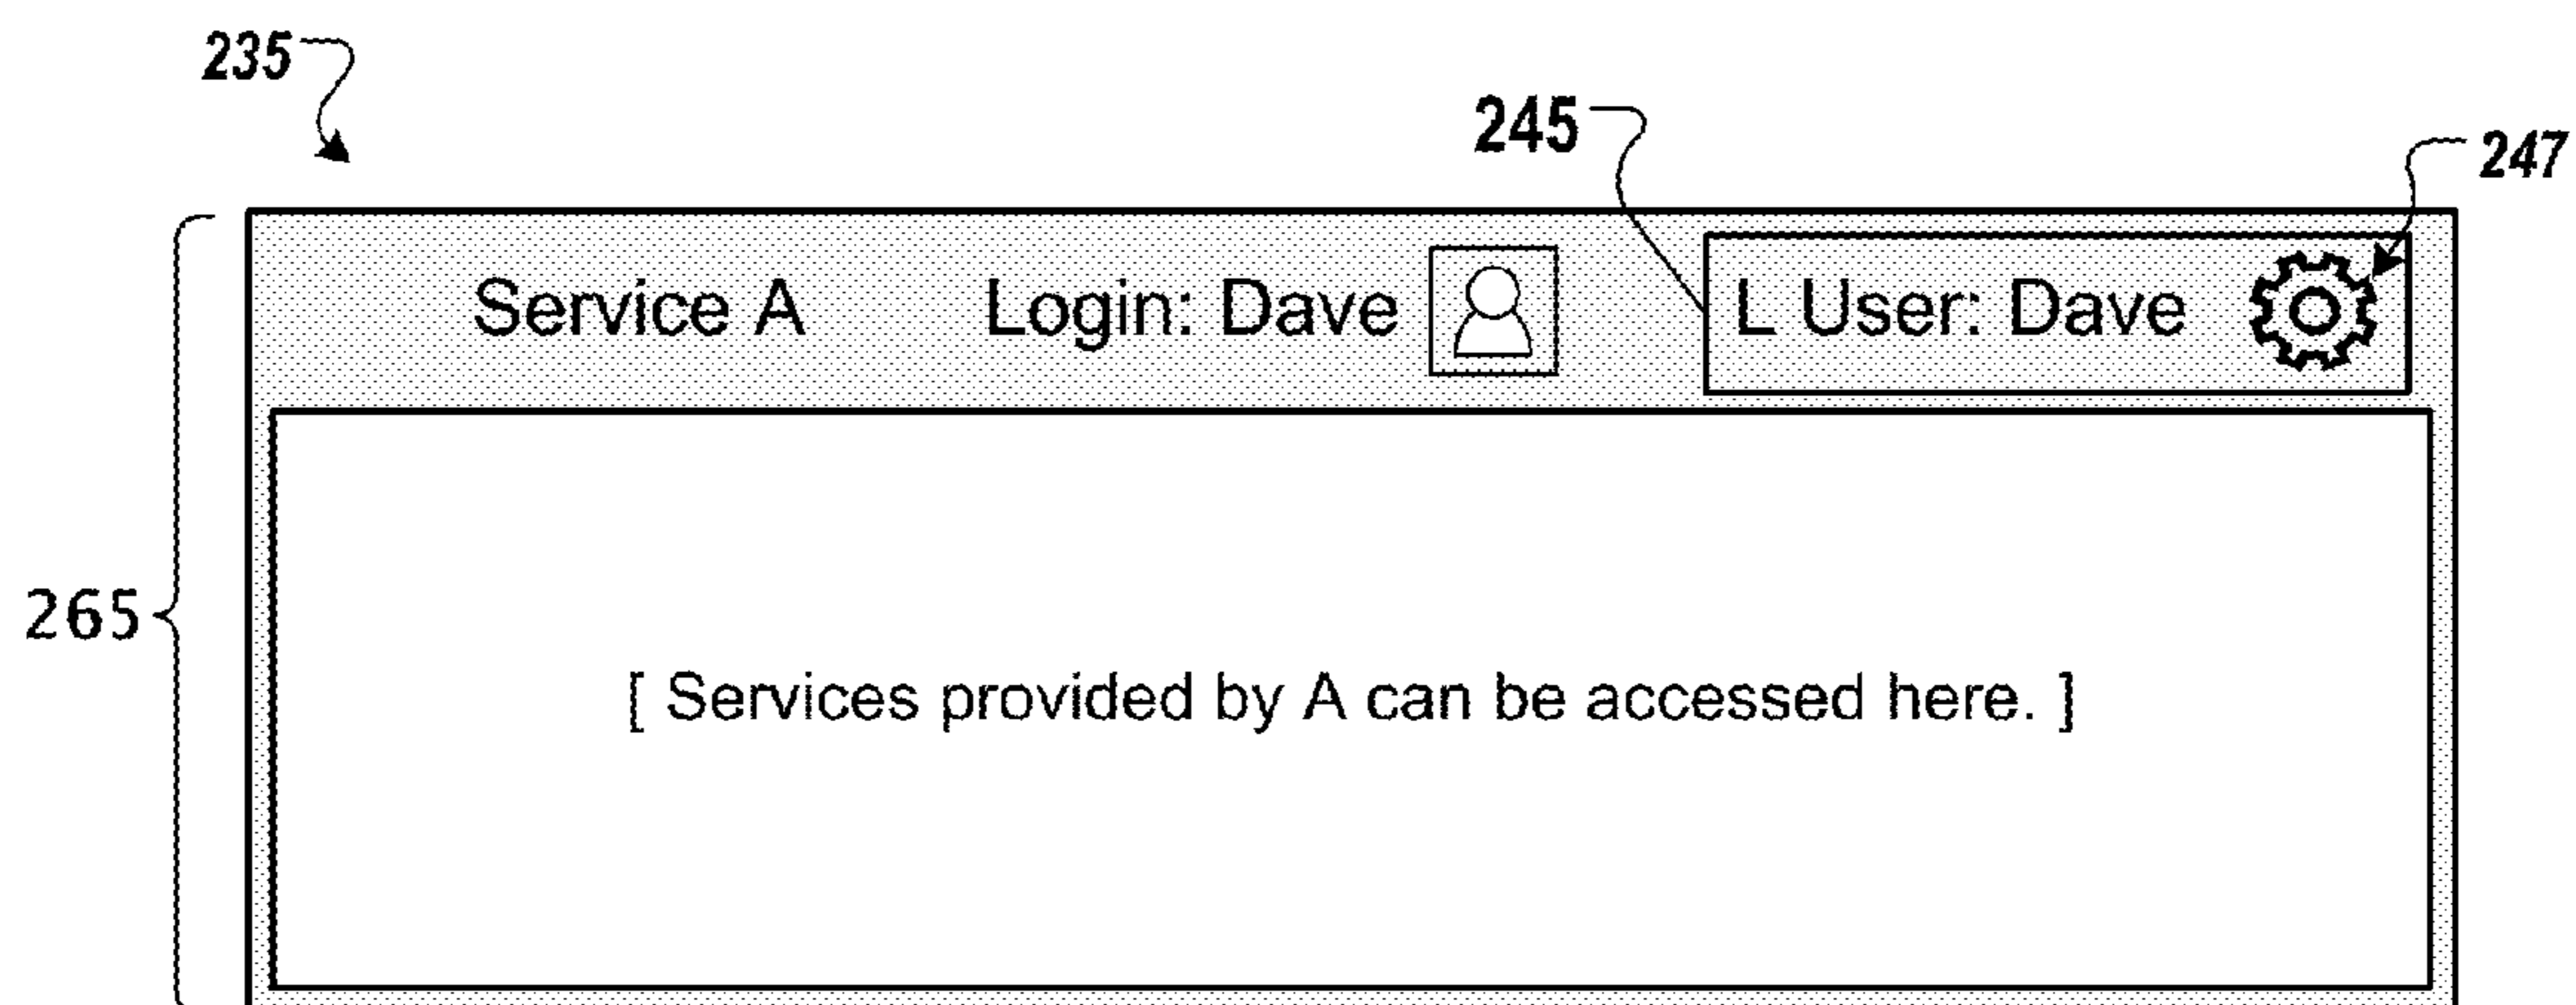 235
245
247
Service A Login: Dave L User: Dave
265
[ Services provided by A can be accessed here. ]